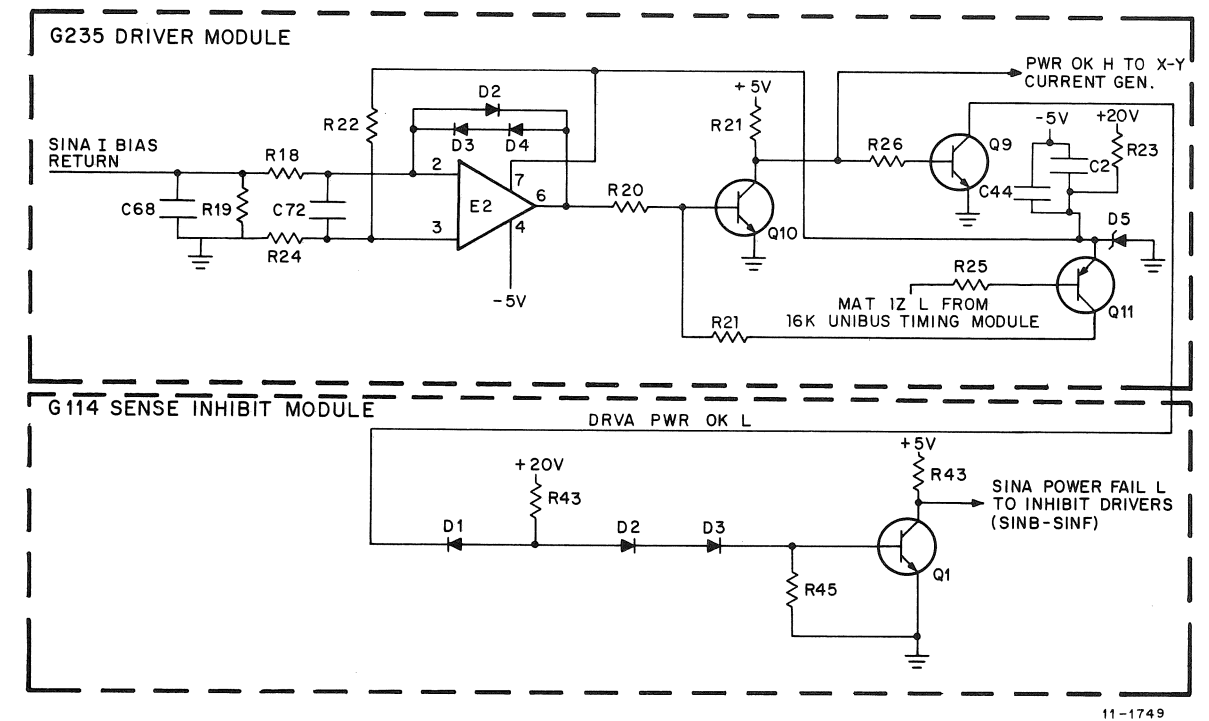 G235 DRIVER MODULE
PWR OK H TO X-Y
CURRENT GEN.
D2
+5V
R22
D3
D4
R21
R26
Q9
-5V
+20V
R23
SINA I BIAS
RETURN
R18
2
7
6
R20
C2
C44
C68
R19
C72
E2
3
4
Q10
D5
R24
-5V
R25
MAT 1Z L FROM
16K UNIBUS TIMING MODULE
Q11
R21
G114 SENSE INHIBIT MODULE
DRVA PWR OK L
+5V
+20V
R43
R43
SINA POWER FAIL L
TO INHIBIT DRIVERS
(SINB-SINF)
D1
D2
D3
Q1
R45
11-1749